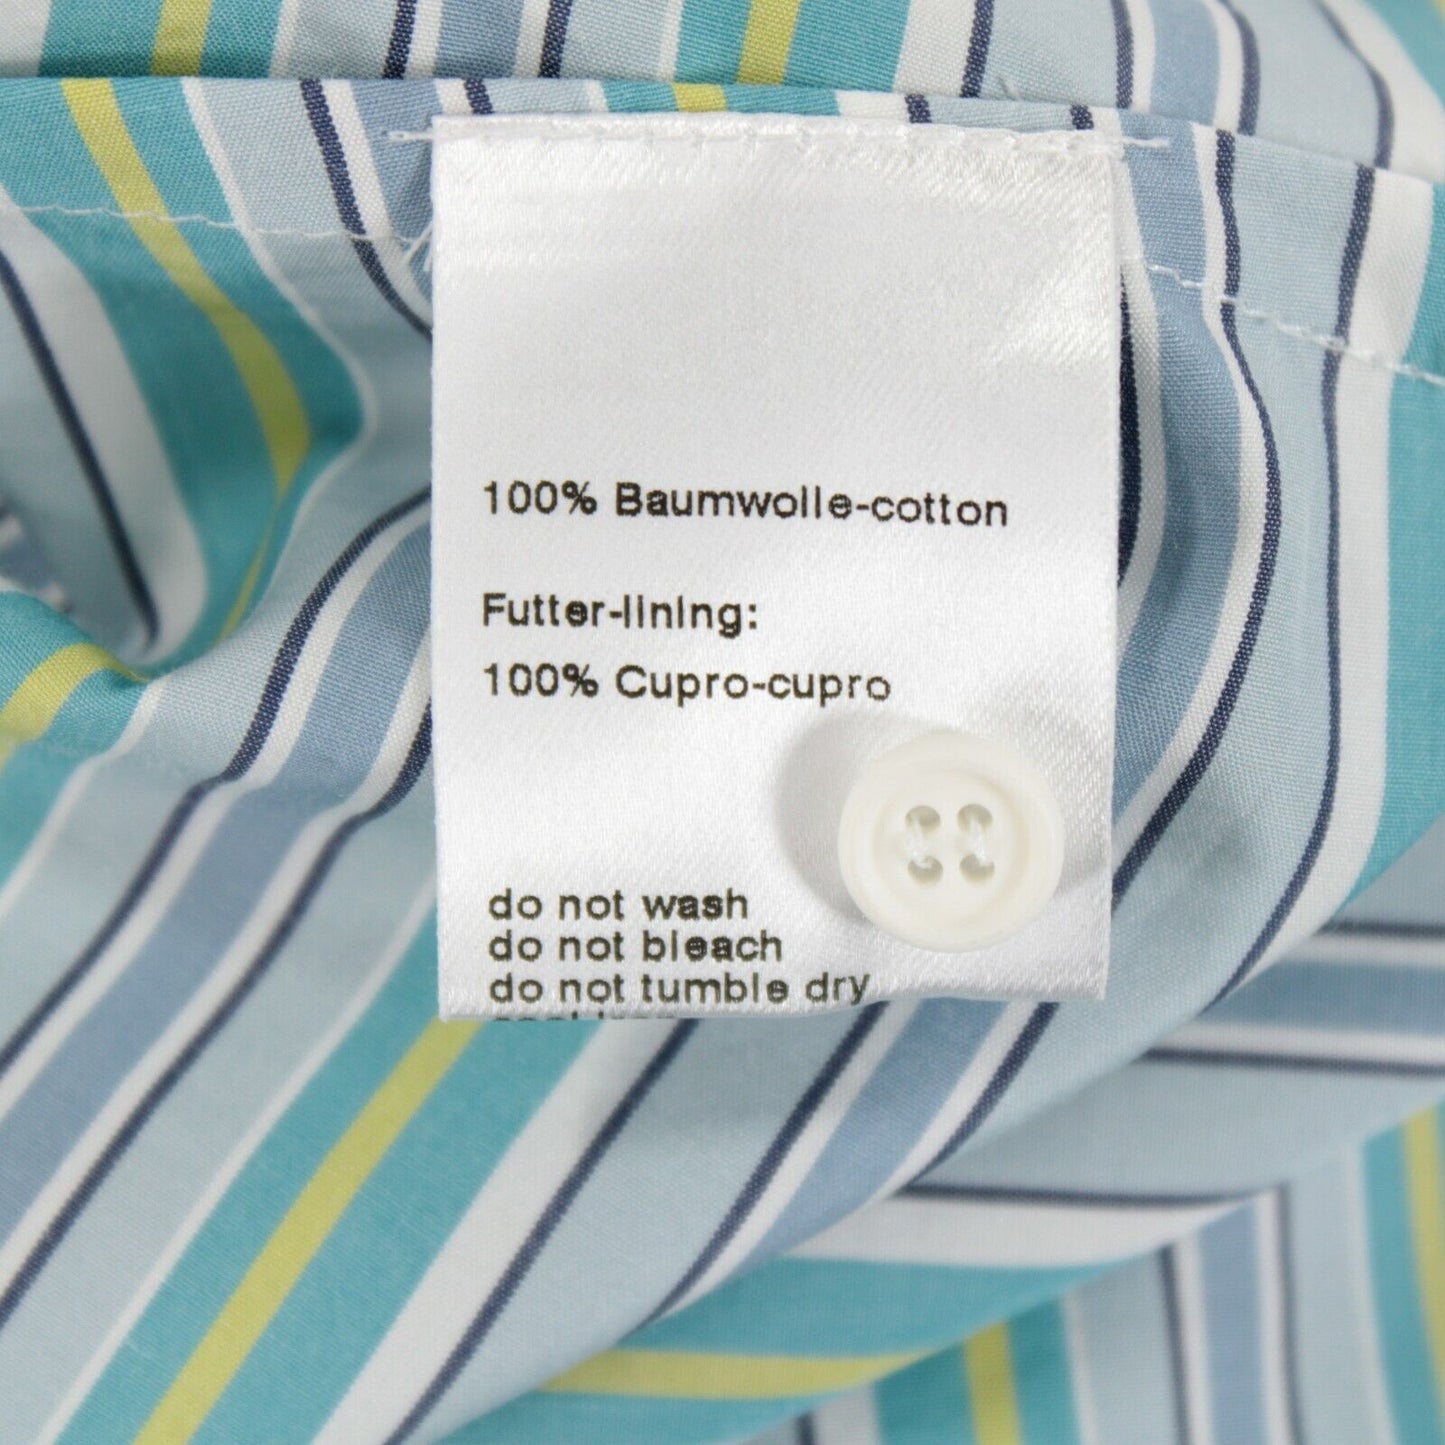 100% Baumwolle-cotton
Futter-lining:
100% Cupro-cupro
do not wash
do not bleach
do not tumble dry